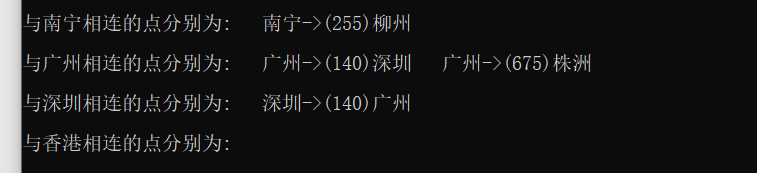 与南宁相连的点分别为:   南宁->(255)柳州
与广州相连的点分别为:   广州->(140)深圳   广州->(675)株洲
与深圳相连的点分别为:   深圳->(140)广州
与香港相连的点分别为: